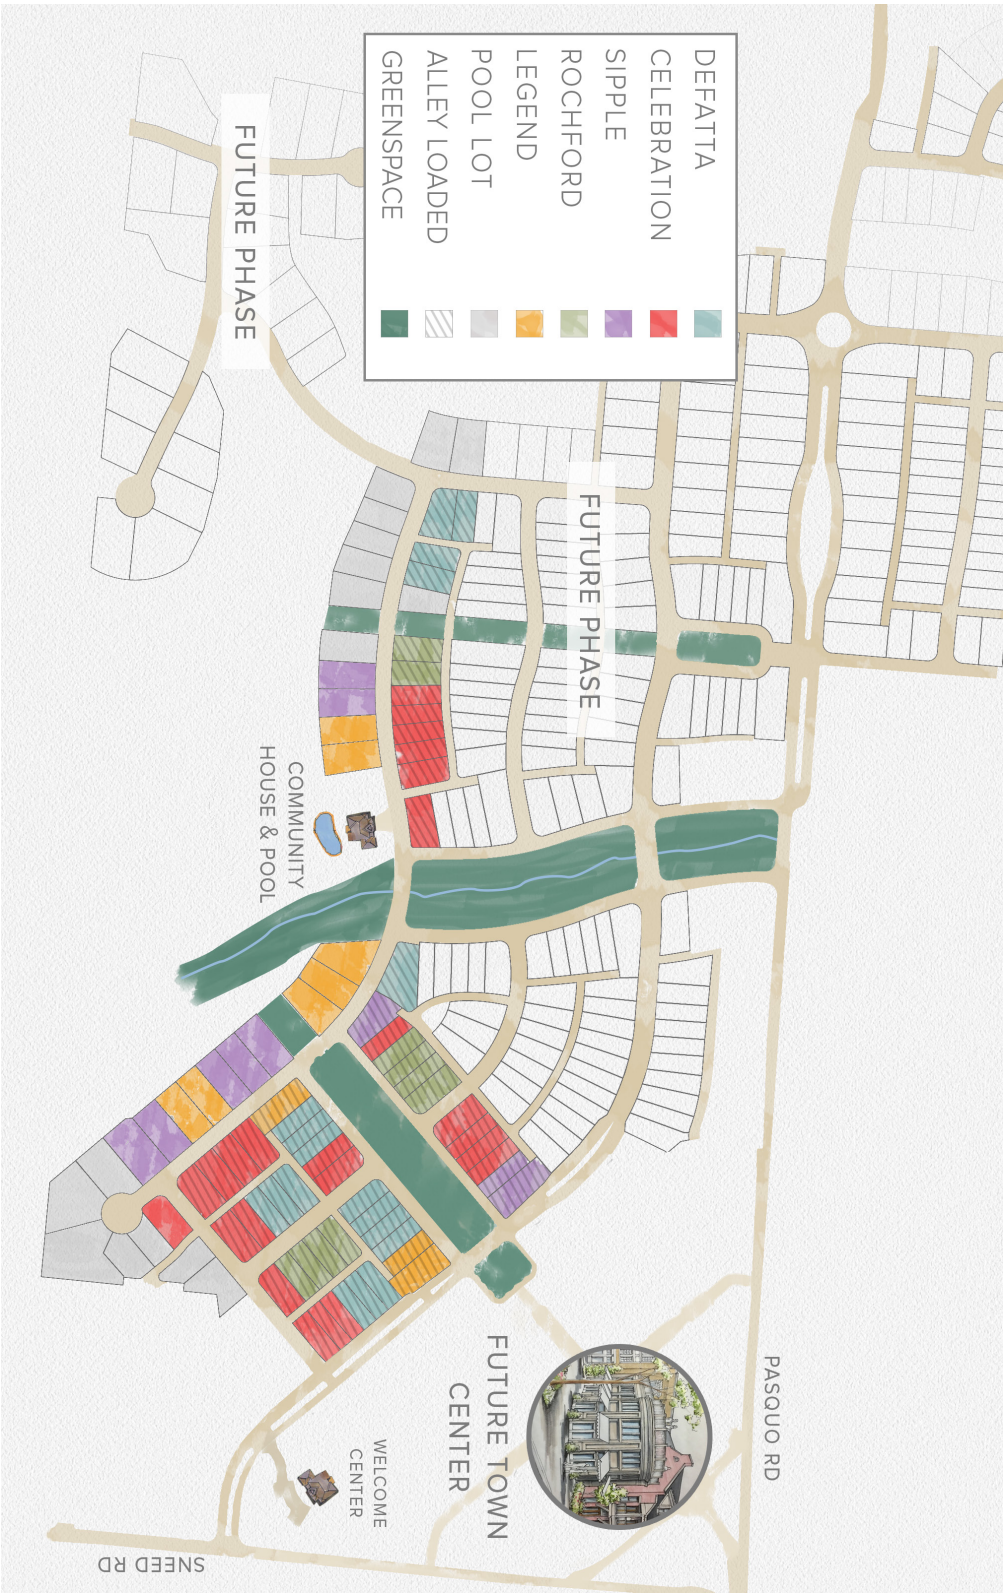 DEFATTA
CELEBRATION
SIPPLE
ROCHFORD
LEGEND
POOL LOT
ALLEY LOADED
GREENSPACE
FUTURE PHASE
FUTURE PHASE
COMMUNITY
HOUSE & POOL
PASQUO RD
FUTURE TOWN
CENTER
WELCOME
CENTER
SNEED RD